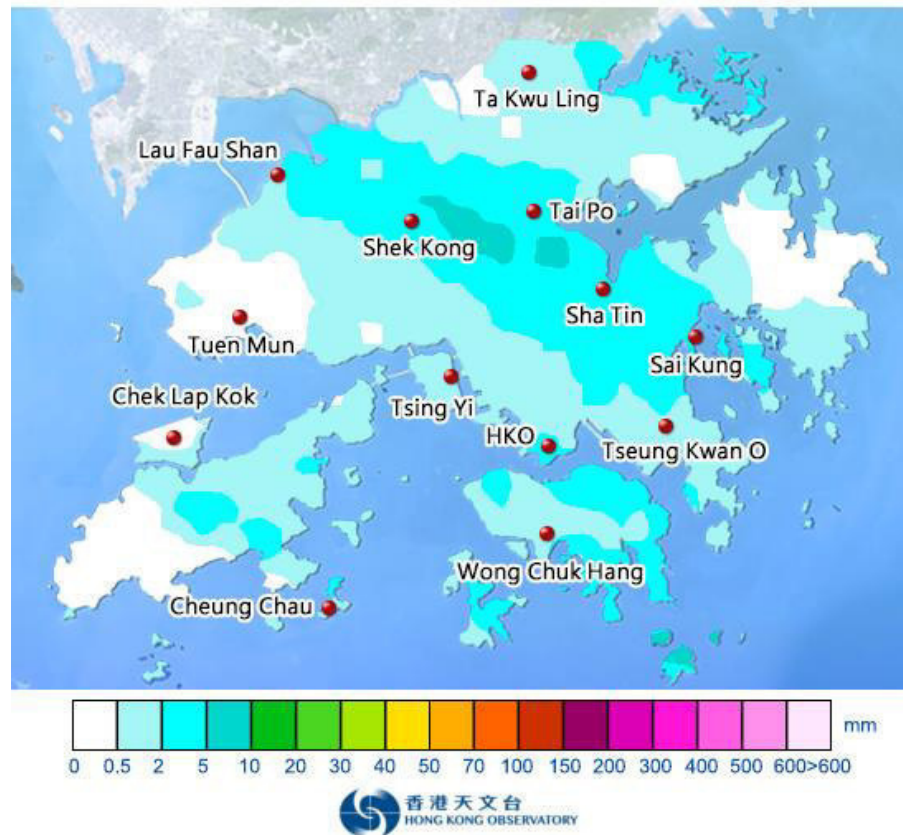 Ta Kwu Ling
Lau Fau Shan
Tai Po
Shek Kong
Sha Tin
Tuen Mun
Sai Kung
Chek Lap Kok
Tsing Yi
HKO
Tseung Kwan O
Wong Chuk Hang
Cheung Chau
mm
0 0.5 2 5 10 20 30 40 50 70 100 150 200 300 400 500 600>600
香港天文台
HONG KONG OBSERVATORY